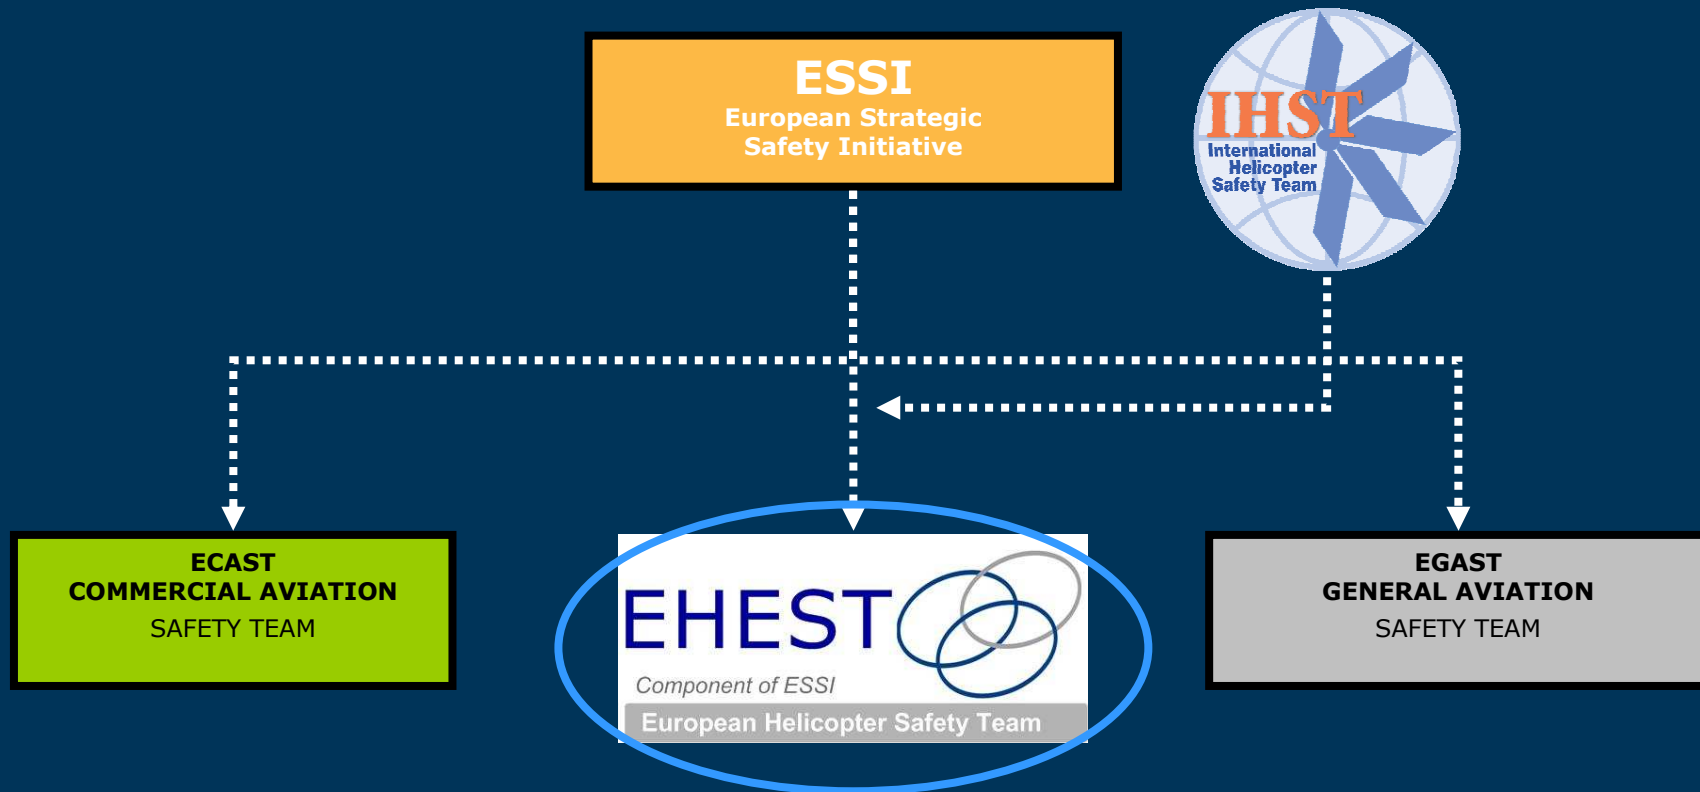 ESSI
European Strategic
Safety Initiative
IHST
International
Helicopter
Safety Team
ECAST
COMMERCIAL AVIATION
SAFETY TEAM
EHEST
Component of ESSI
European Helicopter Safety Team
EGAST
GENERAL AVIATION
SAFETY TEAM